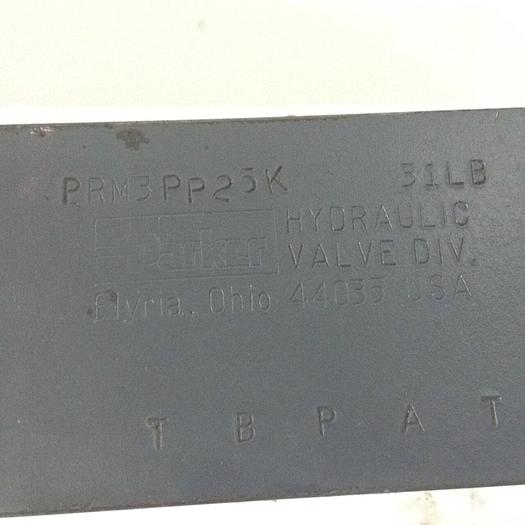 PRM3PP25K 31LB
Parker HYDRAULIC
VALVE DIV.
Elyria, Ohio 44035 USA
T B P A T